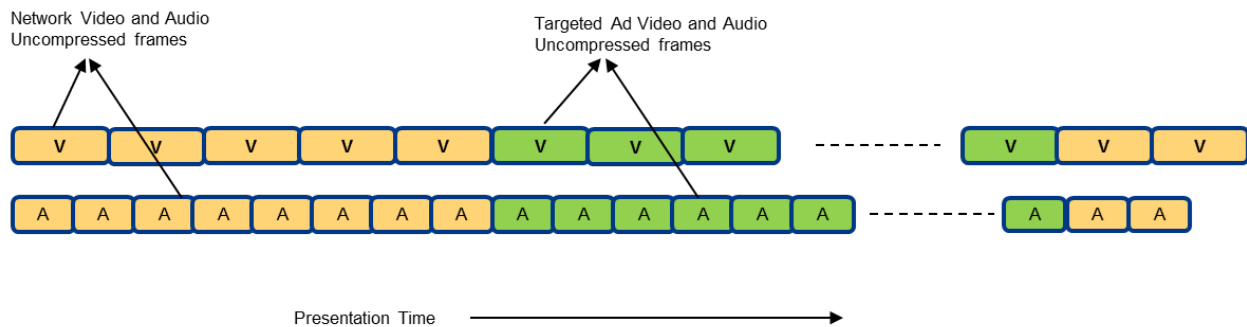 Network Video and Audio
Uncompressed frames
Targeted Ad Video and Audio
Uncompressed frames
V V V V V V V V V V V
A A A A A A A A A A A A A A A A A
Presentation Time